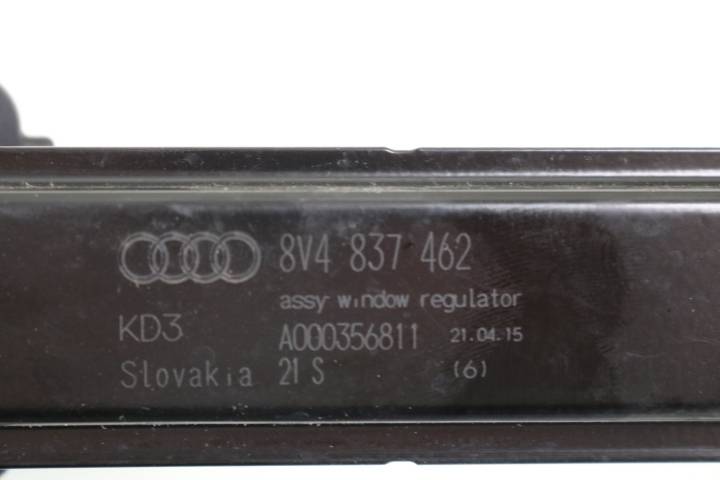 8V4 837 462
assy window regulator
KD3 A000356811 21.04.15
Slovakia 21 S (6)